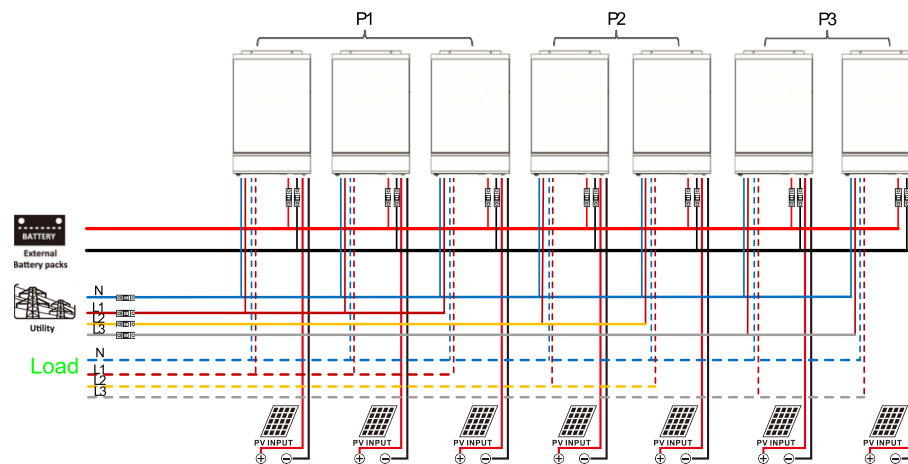 P1
P2
P3
BATTERY
External
Battery packs
N
L1
L2
L3
Utility
Load
N
L1
L2
L3
PV INPUT
PV INPUT
PV INPUT
PV INPUT
PV INPUT
PV INPUT
PV INPUT